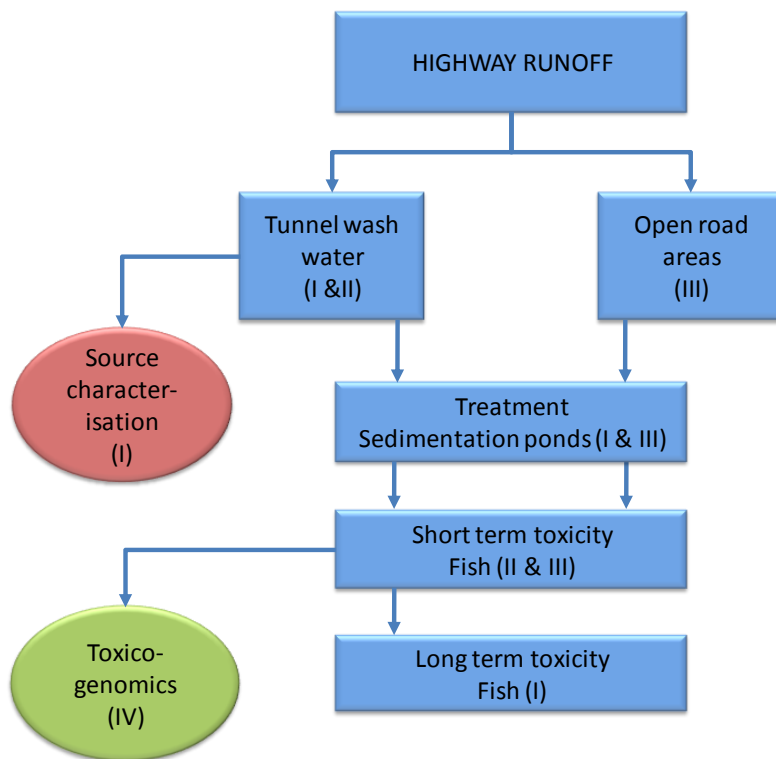 HIGHWAY RUNOFF
Tunnel wash
water
(I &II)
Open road
areas
(III)
Source
character-
isation
(I)
Treatment
Sedimentation ponds (I & III)
Short term toxicity
Fish (II & III)
Toxico-
genomics
(IV)
Long term toxicity
Fish (I)